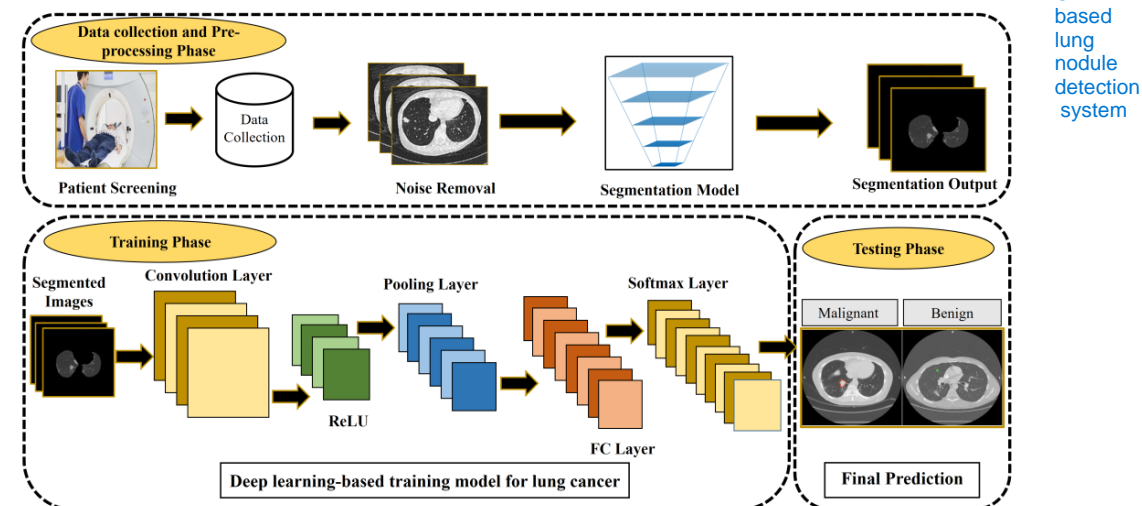 Data collection and Pre-
processing Phase
Data
Collection
Patient Screening
Noise Removal
Segmentation Model
Segmentation Output
based
lung
nodule
detection
system
Training Phase
Segmented
Images
Convolution Layer
ReLU
Pooling Layer
FC Layer
Softmax Layer
Deep learning-based training model for lung cancer
Testing Phase
Malignant
Benign
Final Prediction